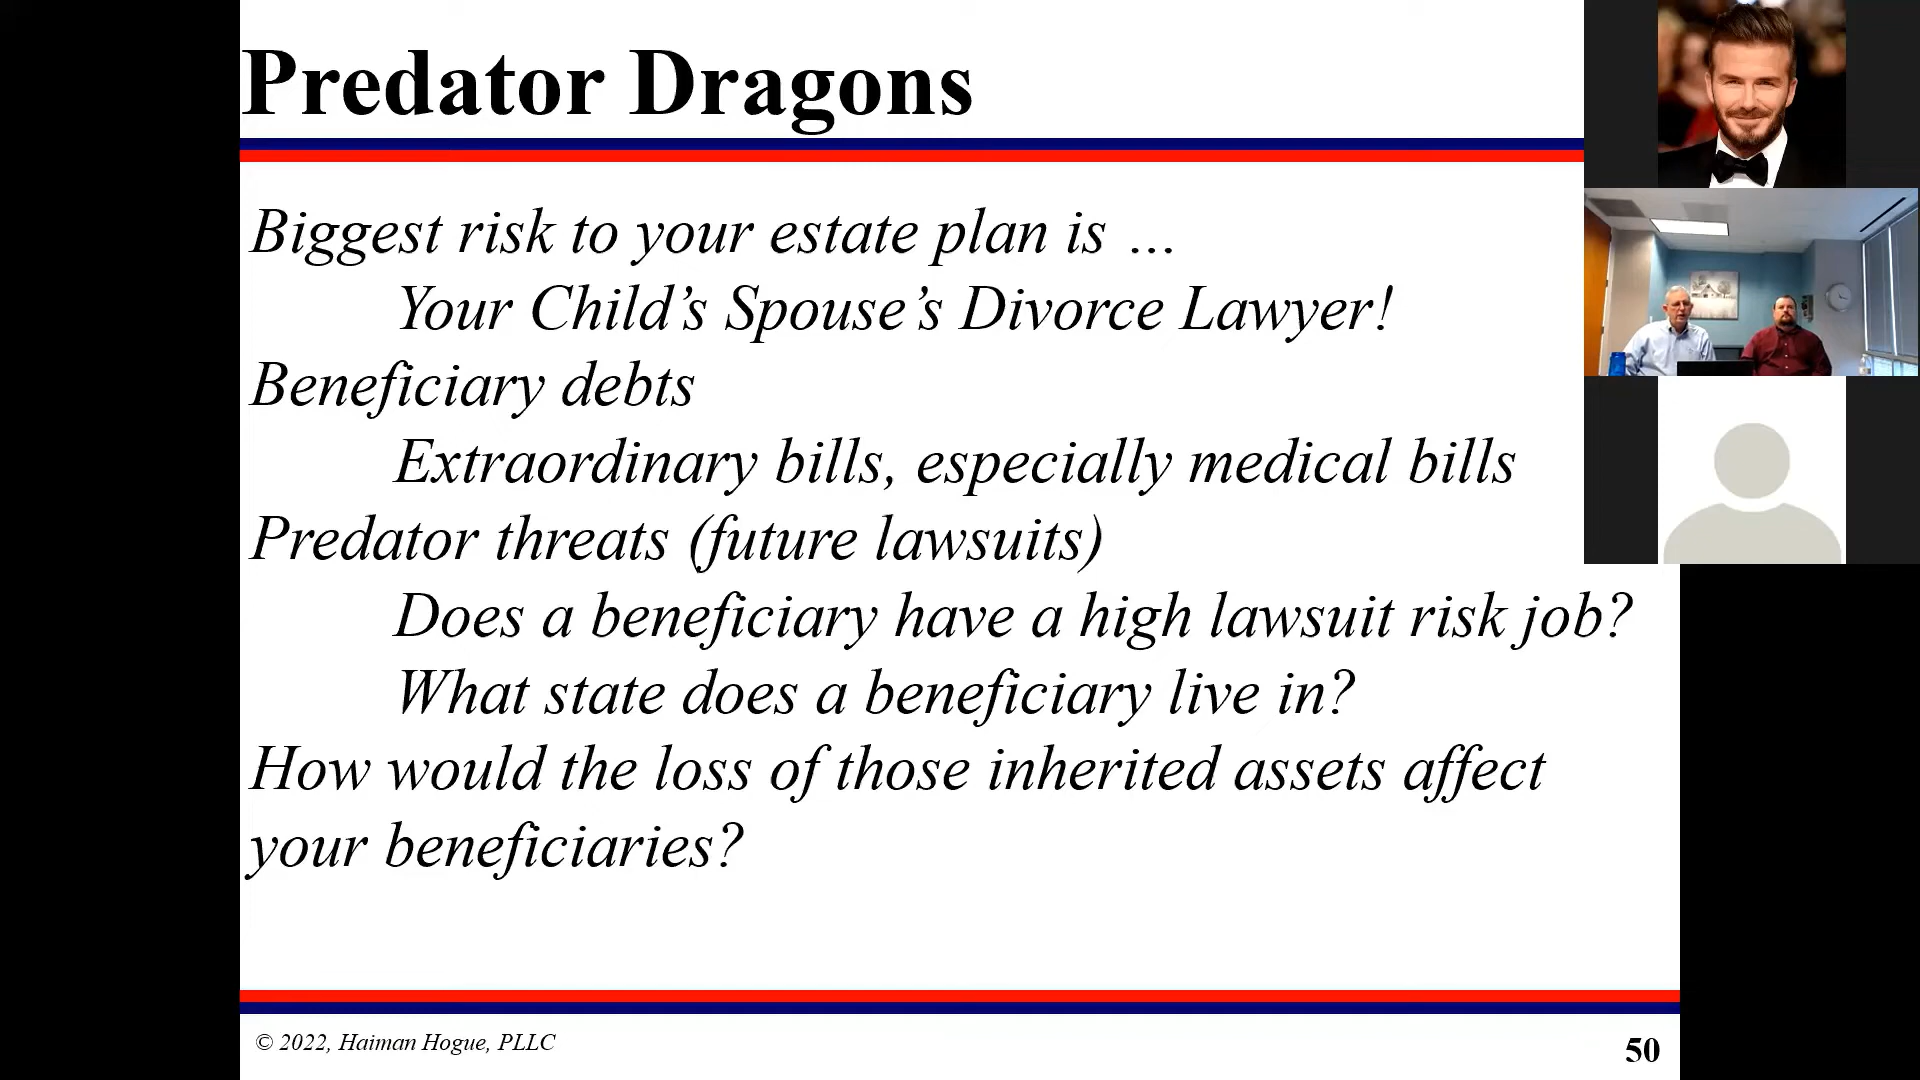 Predator Dragons
Biggest risk to your estate plan is …
Your Child’s Spouse’s Divorce Lawyer!
Beneficiary debts
Extraordinary bills, especially medical bills
Predator threats (future lawsuits)
Does a beneficiary have a high lawsuit risk job?
What state does a beneficiary live in?
How would the loss of those inherited assets affect
your beneficiaries?
© 2022, Haiman Hogue, PLLC
50